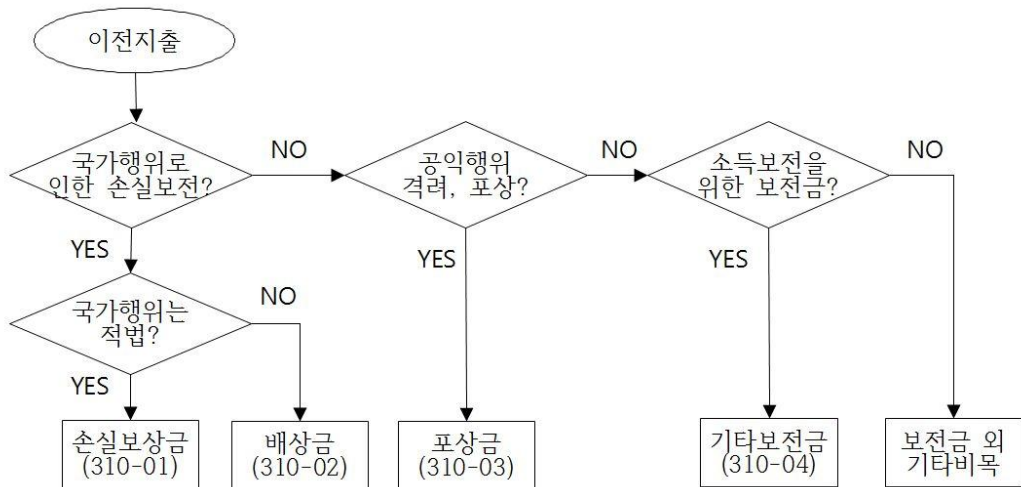 이전지출
국가행위로
인한 손실보전?
NO
공익행위
격려, 포상?
NO
소득보전을
위한 보전금?
NO
YES
YES
YES
국가행위는
적법?
NO
YES
손실보상금
(310-01)
배상금
(310-02)
포상금
(310-03)
기타보전금
(310-04)
보전금 외
기타비목